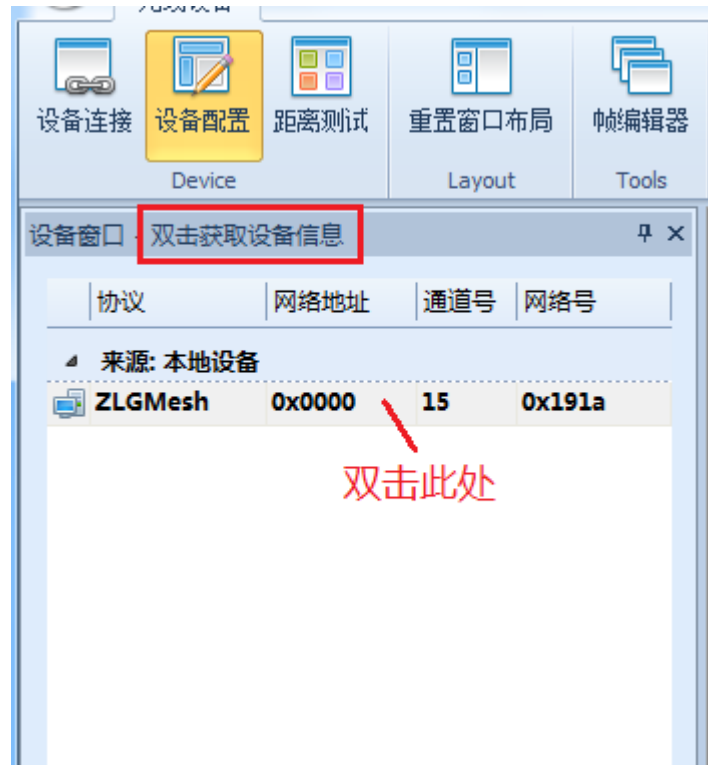 设备连接 设备配置 距离测试 重置窗口布局 帧编辑器
Device Layout Tools
设备窗口 - 双击获取设备信息
协议 网络地址 通道号 网络号
来源: 本地设备
ZLGMesh 0x0000 15 0x191a
双击此处